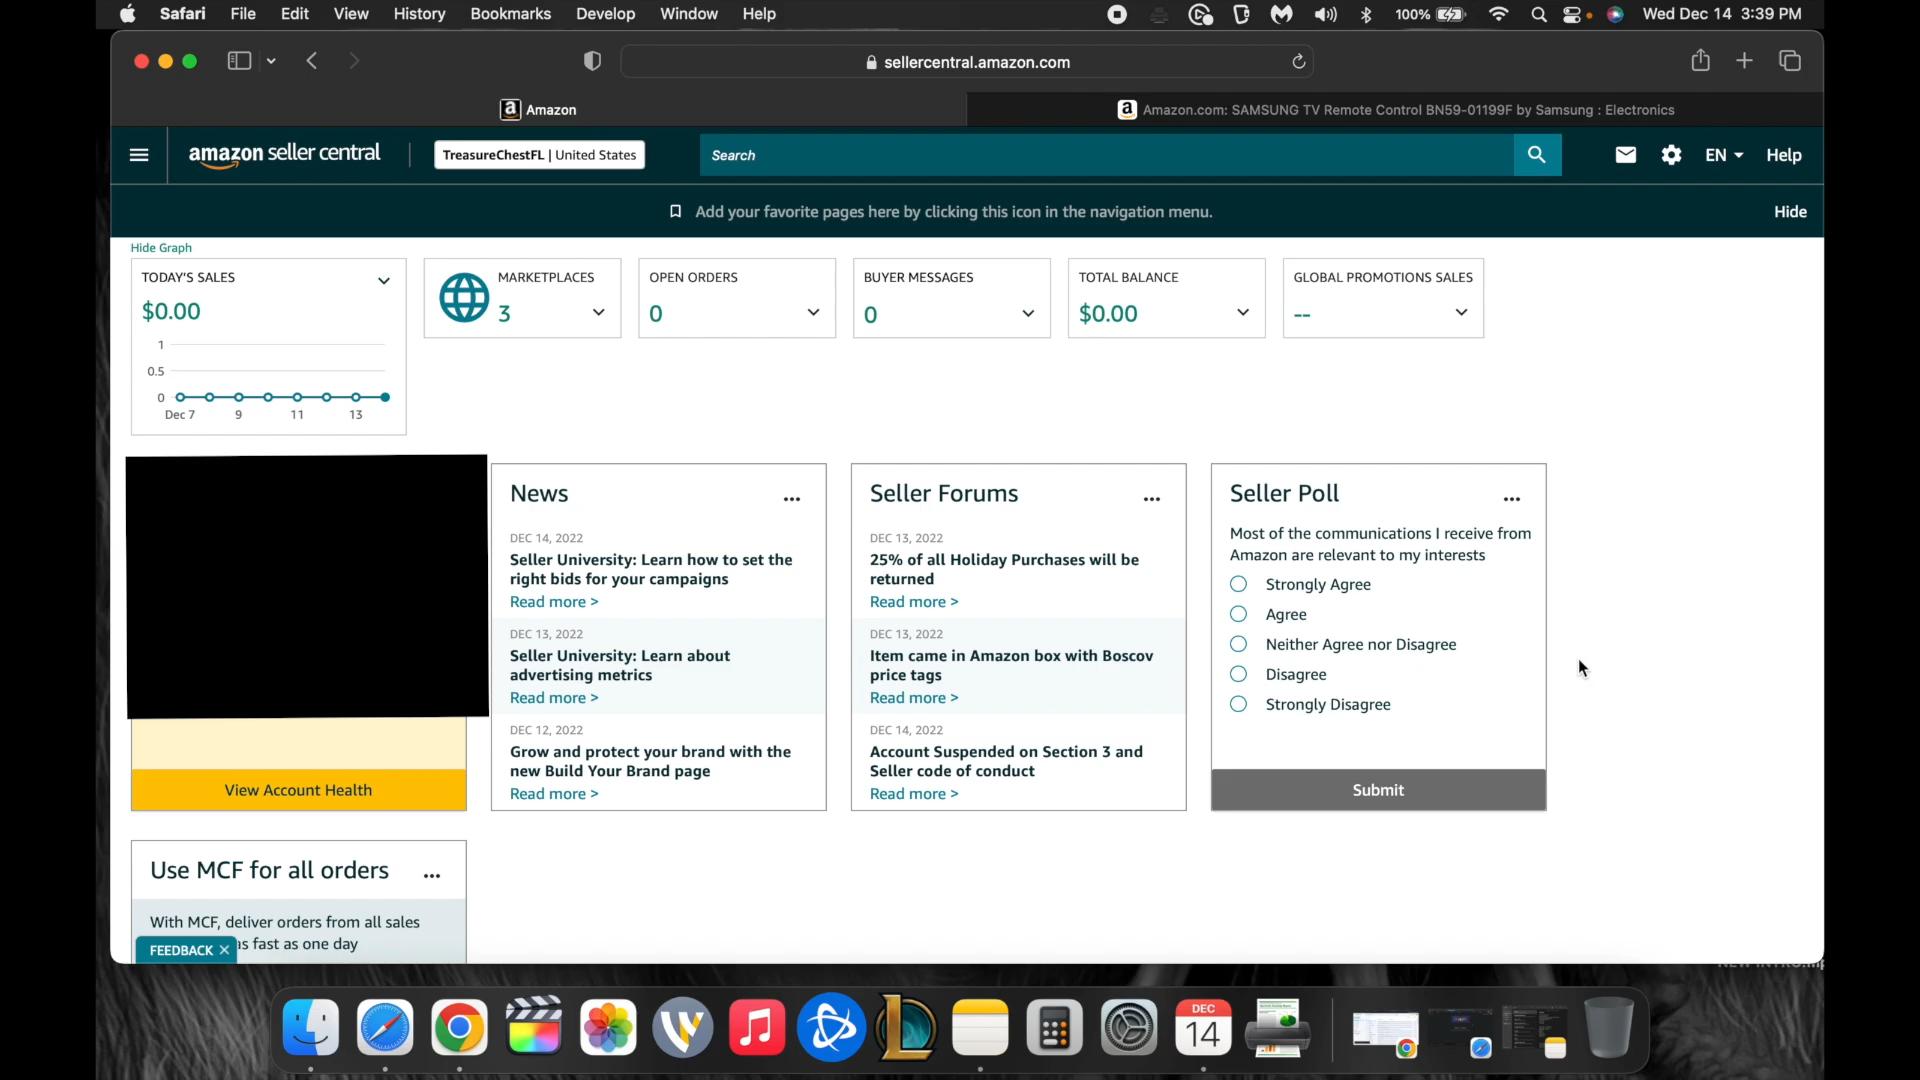 Safari File Edit View History Bookmarks Develop Window Help 100% Wed Dec 14 3:39 PM
sellercentral.amazon.com
Amazon
Amazon.com: SAMSUNG TV Remote Control BN59-01199F by Samsung : Electronics
amazon seller central TreasureChestFL | United States Search EN Help
Add your favorite pages here by clicking this icon in the navigation menu. Hide
Hide Graph
TODAY'S SALES
$0.00
1
0.5
0
Dec 7 9 11 13
MARKETPLACES
3
OPEN ORDERS
0
BUYER MESSAGES
0
TOTAL BALANCE
$0.00
GLOBAL PROMOTIONS SALES
--
View Account Health
News ...
DEC 14, 2022
Seller University: Learn how to set the
right bids for your campaigns
Read more >
DEC 13, 2022
Seller University: Learn about
advertising metrics
Read more >
DEC 12, 2022
Grow and protect your brand with the
new Build Your Brand page
Read more >
Seller Forums ...
DEC 13, 2022
25% of all Holiday Purchases will be
returned
Read more >
DEC 13, 2022
Item came in Amazon box with Boscov
price tags
Read more >
DEC 14, 2022
Account Suspended on Section 3 and
Seller code of conduct
Read more >
Seller Poll ...
Most of the communications I receive from
Amazon are relevant to my interests
Strongly Agree
Agree
Neither Agree nor Disagree
Disagree
Strongly Disagree
Submit
Use MCF for all orders ...
With MCF, deliver orders from all sales
as fast as one day
FEEDBACK ×
DEC
14